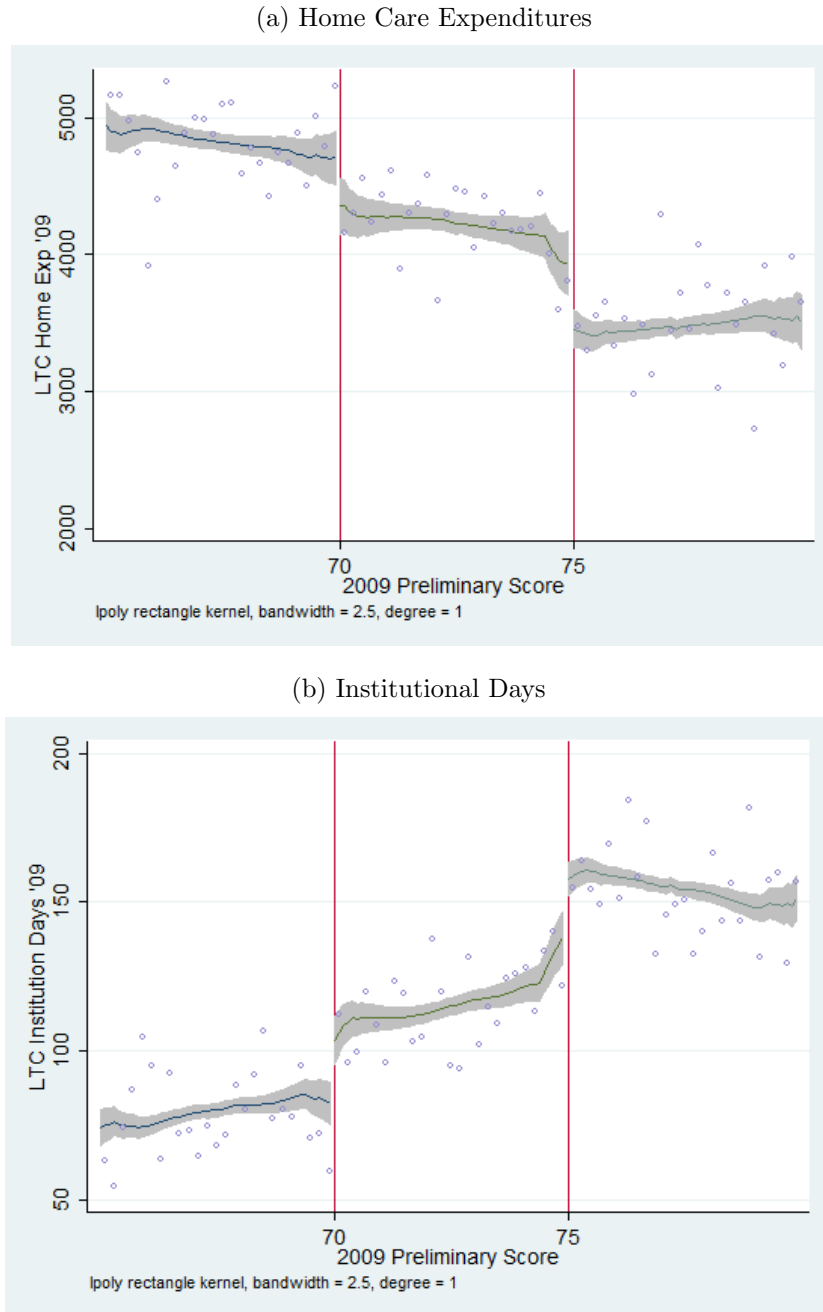 (a) Home Care Expenditures
LTC Home Exp '09
5000
4000
3000
2000
70
75
2009 Preliminary Score
lpoly rectangle kernel, bandwidth = 2.5, degree = 1
(b) Institutional Days
LTC Institution Days '09
200
150
100
50
70
75
2009 Preliminary Score
lpoly rectangle kernel, bandwidth = 2.5, degree = 1